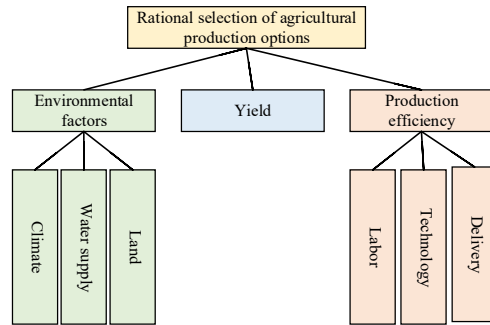 Rational selection of agricultural
production options
Environmental
factors
Yield
Production
efficiency
Climate
Water supply
Land
Labor
Technology
Delivery